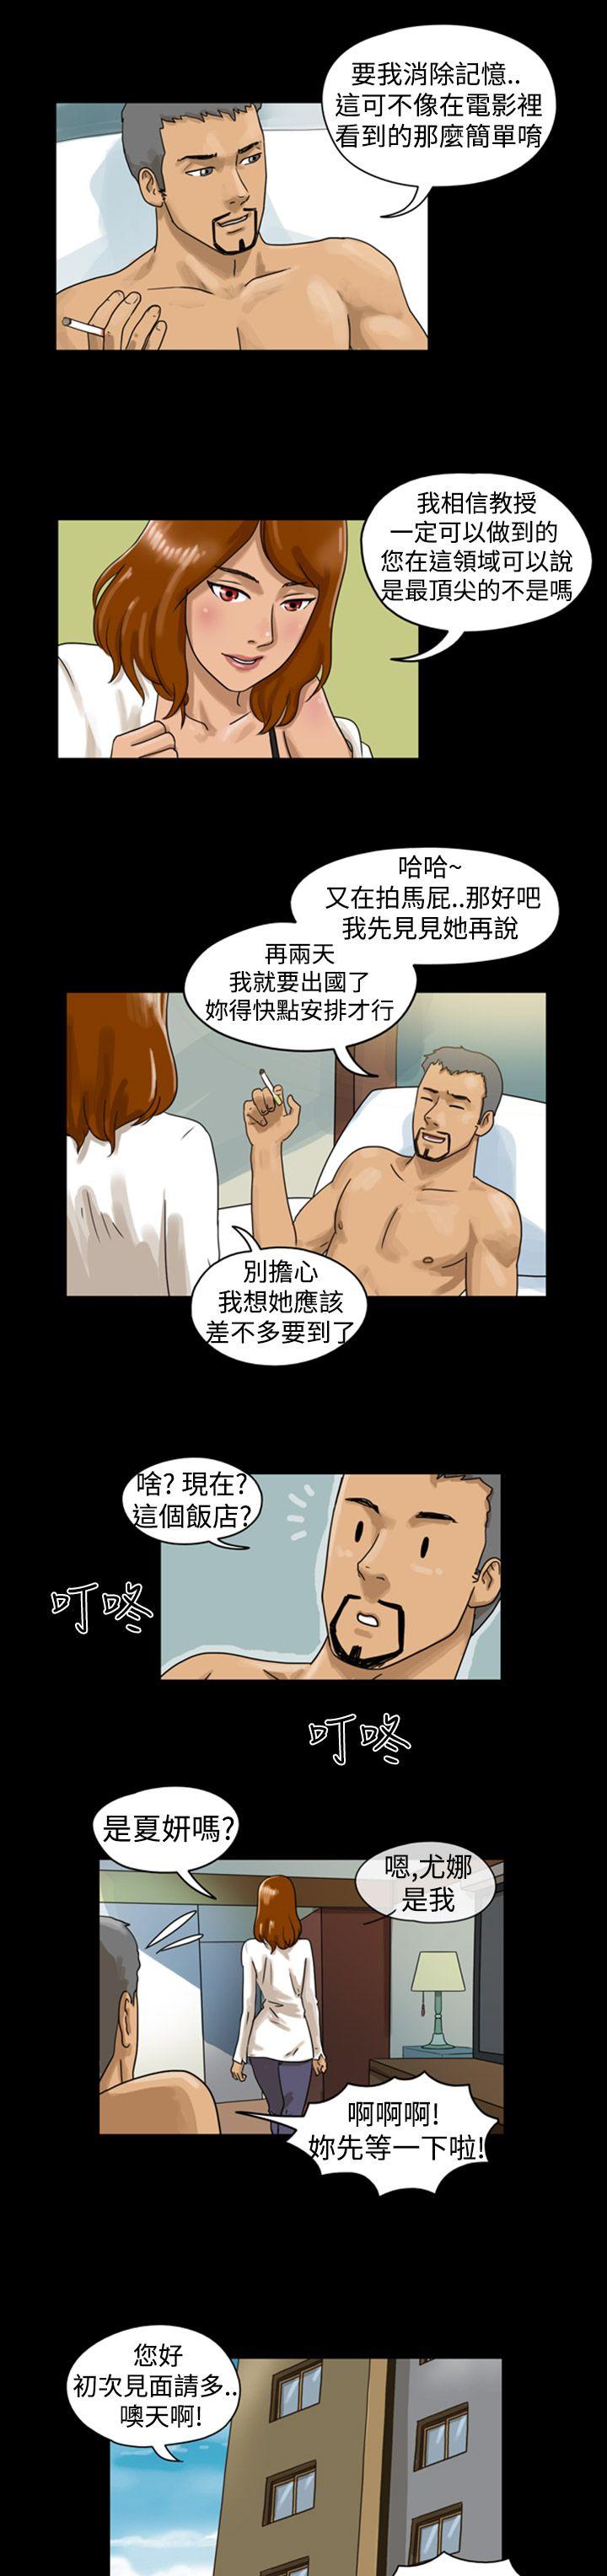 要我消除記憶..
這可不像在電影裡
看到的那麼簡單唷
我相信教授
一定可以做到的
您在這領域可以說
是最頂尖的不是嗎
哈哈~
又在拍馬屁..那好吧
我先見見她再說
再兩天
我就要出國了
妳得快點安排才行
別擔心
我想她應該
差不多要到了
啥? 現在?
這個飯店?
叮咚
叮咚
是夏妍嗎?
嗯,尤娜
是我
啊啊啊!
妳先等一下啦!
您好
初次見面請多..
噢天啊!